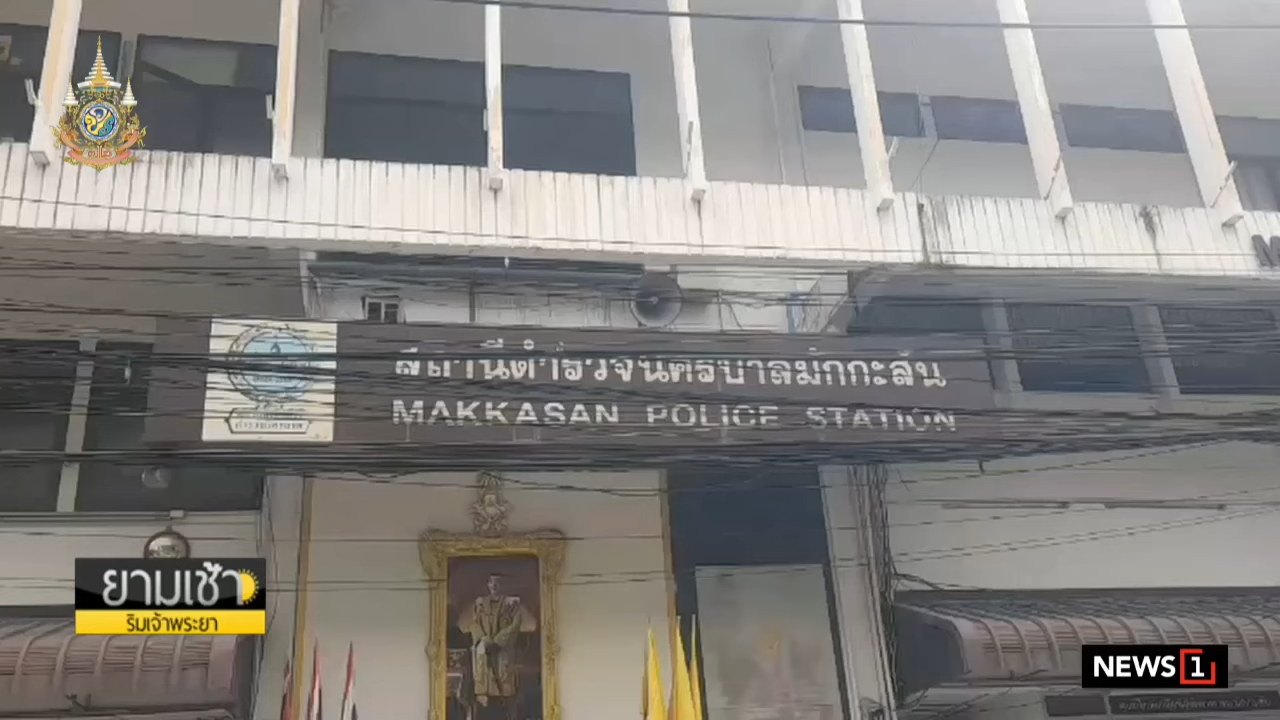 สถานีตำรวจนครบาลมักกะสัน
MAKKASAN POLICE STATION
ยามเช้า
ริมเจ้าพระยา
NEWS 1